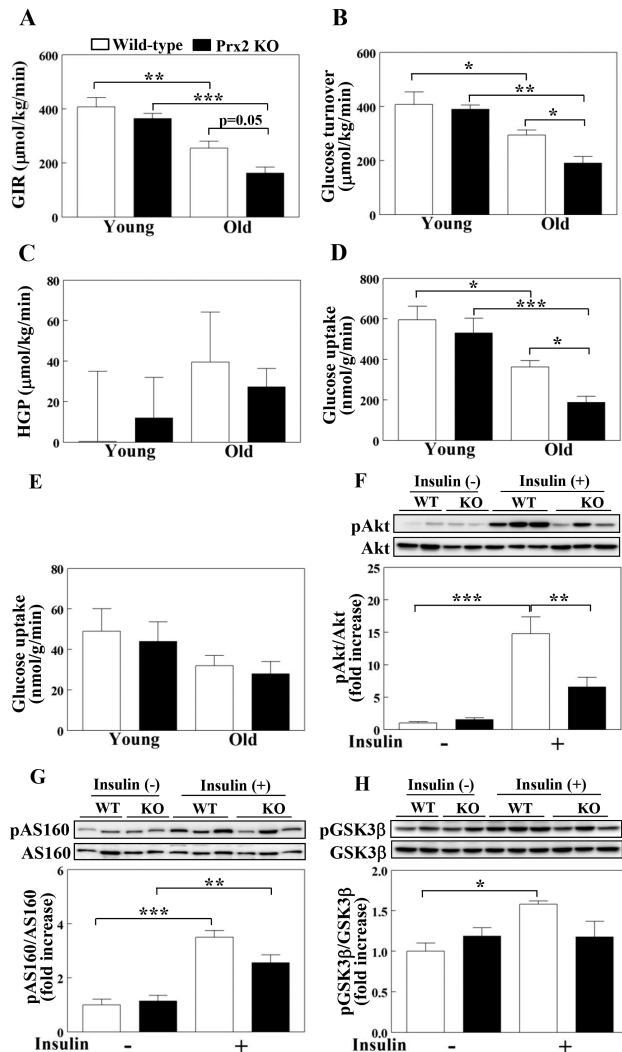 A
B
Wild-type Prx2 KO
GIR (μmol/kg/min)
600
400
200
0
**
***
p=0.05
Young Old
Glucose turnover
(μmol/kg/min)
600
400
200
0
*
**
*
Young Old
C
D
HGP (μmol/kg/min)
80
60
40
20
0
Young Old
Glucose uptake
(nmol/g/min)
800
600
400
200
0
*
***
*
Young Old
E
F
Glucose uptake
(nmol/g/min)
80
60
40
20
0
Young Old
Insulin (-) Insulin (+)
WT KO WT KO
pAkt
Akt
pAkt/Akt
(fold increase)
25
20
15
10
5
0
*** **
Insulin - +
G
H
Insulin (-) Insulin (+)
WT KO WT KO
pAS160
AS160
pAS160/AS160
(fold increase)
6
4
2
0
**
***
Insulin - +
Insulin (-) Insulin (+)
WT KO WT KO
pGSK3β
GSK3β
pGSK3β/GSK3β
(fold increase)
2.0
1.5
1.0
0.5
0.0
*
Insulin - +